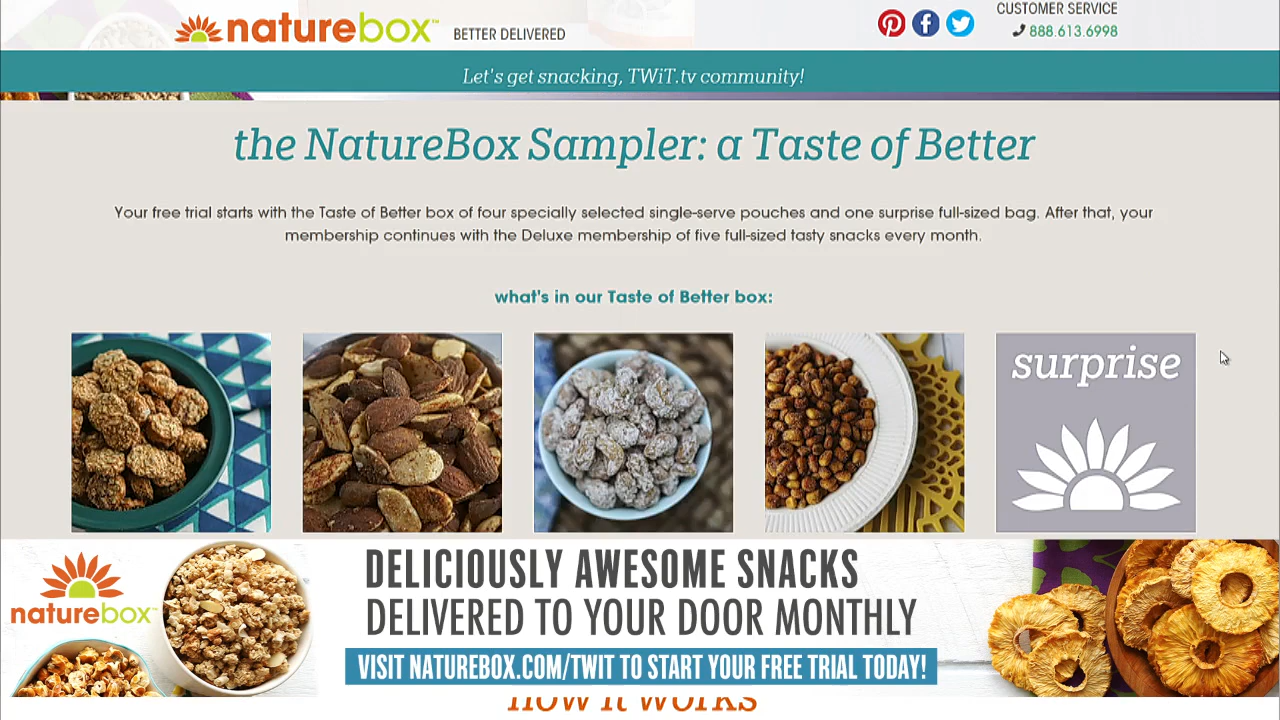 naturebox™ BETTER DELIVERED
CUSTOMER SERVICE
888.613.6998
Let's get snacking, TWiT.tv community!
the NatureBox Sampler: a Taste of Better
Your free trial starts with the Taste of Better box of four specially selected single-serve pouches and one surprise full-sized bag. After that, your
membership continues with the Deluxe membership of five full-sized tasty snacks every month.
what's in our Taste of Better box:
surprise
naturebox™
DELICIOUSLY AWESOME SNACKS
DELIVERED TO YOUR DOOR MONTHLY
VISIT NATUREBOX.COM/TWIT TO START YOUR FREE TRIAL TODAY!
how it works